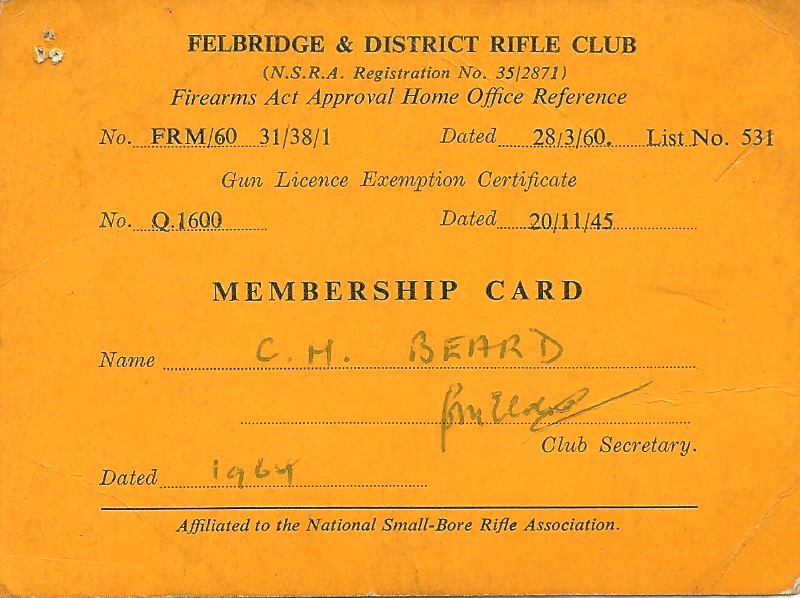 FELBRIDGE & DISTRICT RIFLE CLUB
(N.S.R.A. Registration No. 35/2871)
Firearms Act Approval Home Office Reference
No. FRM/60 31/38/1 Dated 28/3/60. List No. 531
Gun Licence Exemption Certificate
No. Q.1600 Dated 20/11/45
MEMBERSHIP CARD
Name C. H. BEARD
Club Secretary.
Dated 1964
Affiliated to the National Small-Bore Rifle Association.